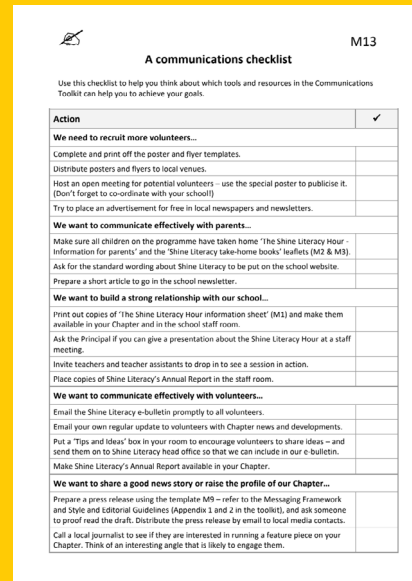 M13
A communications checklist
Use this checklist to help you think about which tools and resources in the Communications
Toolkit can help you to achieve your goals.
Action ✓
We need to recruit more volunteers…
Complete and print off the poster and flyer templates.
Distribute posters and flyers to local venues.
Host an open meeting for potential volunteers – use the special poster to publicise it.
(Don't forget to co-ordinate with your school!)
Try to place an advertisement for free in local newspapers and newsletters.
We want to communicate effectively with parents…
Make sure all children on the programme have taken home 'The Shine Literacy Hour -
Information for parents' and the 'Shine Literacy take-home books' leaflets (M2 & M3).
Ask for the standard wording about Shine Literacy to be put on the school website.
Prepare a short article to go in the school newsletter.
We want to build a strong relationship with our school…
Print out copies of 'The Shine Literacy Hour information sheet' (M1) and make them
available in your Chapter and in the school staff room.
Ask the Principal if you can give a presentation about the Shine Literacy Hour at a staff
meeting.
Invite teachers and teacher assistants to drop in to see a session in action.
Place copies of Shine Literacy's Annual Report in the staff room.
We want to communicate effectively with volunteers…
Email the Shine Literacy e-bulletin promptly to all volunteers.
Email your own regular update to volunteers with Chapter news and developments.
Put a 'Tips and Ideas' box in your room to encourage volunteers to share ideas – and
send them on to Shine Literacy head office so that we can include in our e-bulletin.
Make Shine Literacy's Annual Report available in your Chapter.
We want to share a good news story or raise the profile of our Chapter…
Prepare a press release using the template M9 – refer to the Messaging Framework
and Style and Editorial Guidelines (Appendix 1 and 2 in the toolkit), and ask someone
to proof read the draft. Distribute the press release by email to local media contacts.
Call a local journalist to see if they are interested in running a feature piece on your
Chapter. Think of an interesting angle that is likely to engage them.